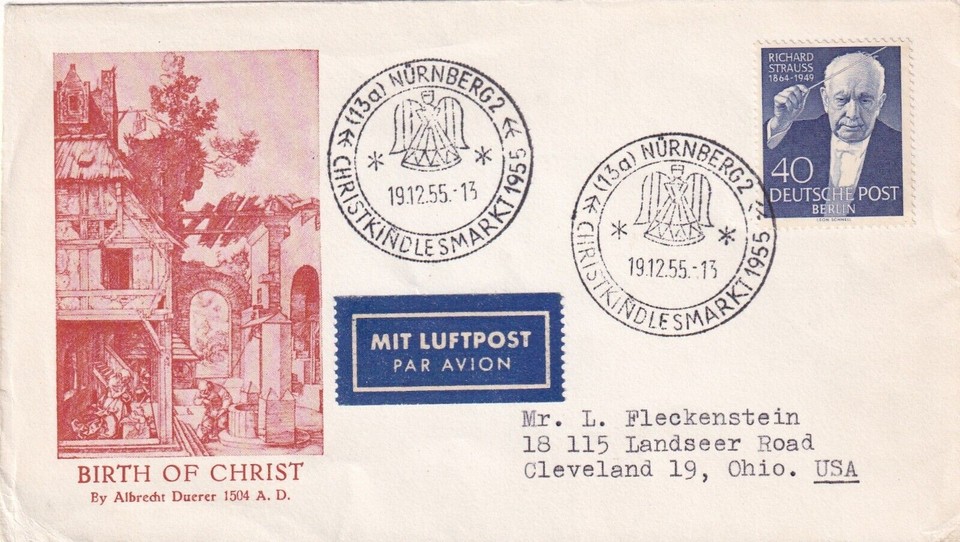 (13a) NÜRNBERG 2
19.12.55.-13
CHRISTKINDLESMARKT 1955
RICHARD
STRAUSS
1864-1949
40
DEUTSCHE POST
BERLIN
(13a) NÜRNBERG 2
19.12.55.-13
CHRISTKINDLESMARKT 1955
MIT LUFTPOST
PAR AVION
Mr. L. Fleckenstein
18 115 Landseer Road
Cleveland 19, Ohio. USA
BIRTH OF CHRIST
By Albrecht Duerer 1504 A. D.